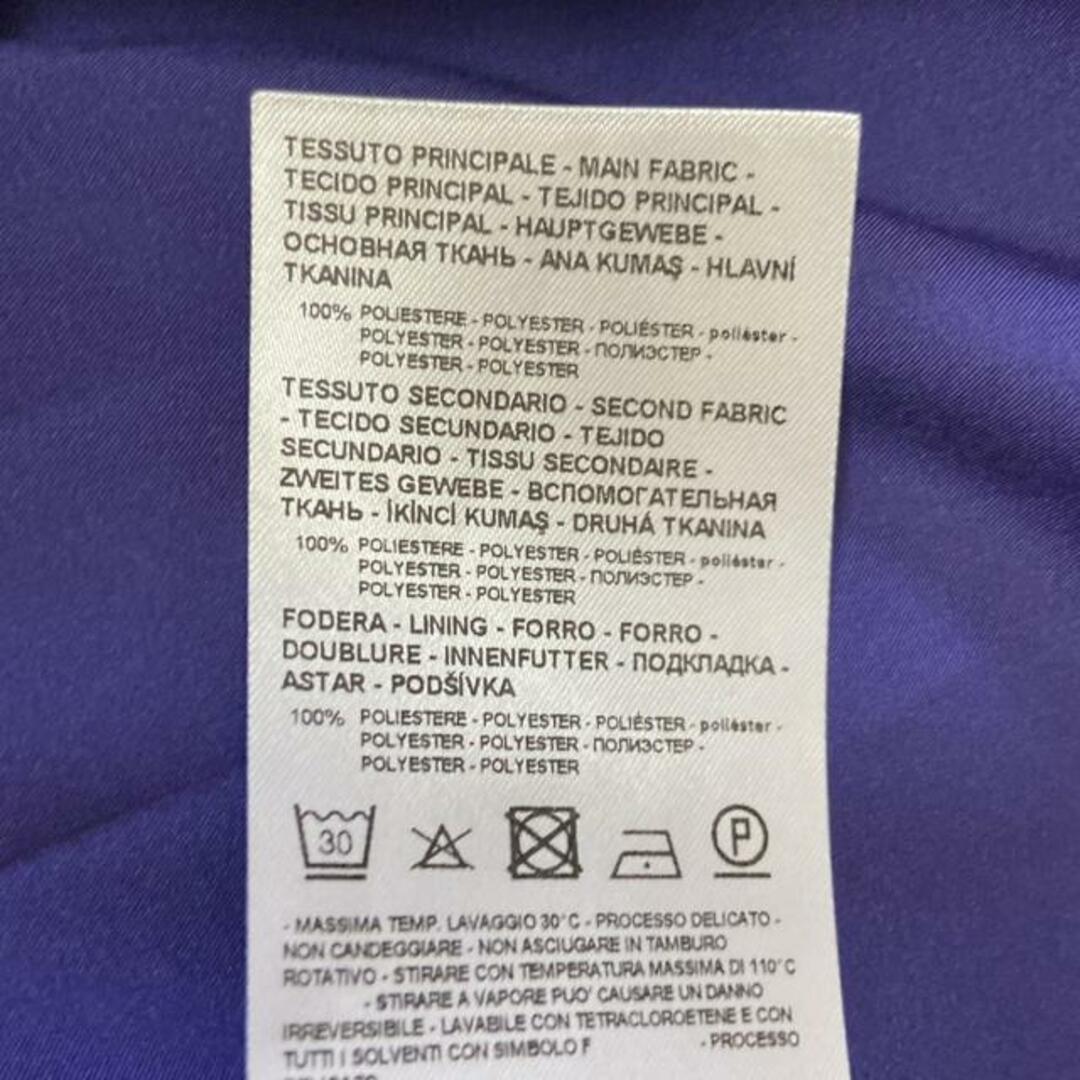 TESSUTO PRINCIPALE - MAIN FABRIC -
TECIDO PRINCIPAL - TEJIDO PRINCIPAL -
TISSU PRINCIPAL - HAUPTGEWEBE -
ОСНОВНАЯ ТКАНЬ - ANA KUMAŞ - HLAVNÍ
TKANINA
100% POLIESTERE - POLYESTER - POLIÉSTER - poliéster -
POLYESTER - POLYESTER - ПОЛИЭСТЕР -
POLYESTER - POLYESTER
TESSUTO SECONDARIO - SECOND FABRIC
- TECIDO SECUNDARIO - TEJIDO
SECUNDARIO - TISSU SECONDAIRE -
ZWEITES GEWEBE - ВСПОМОГАТЕЛЬНАЯ
ТКАНЬ - İKİNCİ KUMAŞ - DRUHÁ TKANINA
100% POLIESTERE - POLYESTER - POLIÉSTER - poliéster -
POLYESTER - POLYESTER - ПОЛИЭСТЕР -
POLYESTER - POLYESTER
FODERA - LINING - FORRO - FORRO -
DOUBLURE - INNENFUTTER - ПОДКЛАДКА -
ASTAR - PODŠÍVKA
100% POLIESTERE - POLYESTER - POLIÉSTER - poliéster -
POLYESTER - POLYESTER - ПОЛИЭСТЕР -
POLYESTER - POLYESTER
30 P
- MASSIMA TEMP. LAVAGGIO 30°C - PROCESSO DELICATO -
NON CANDEGGIARE - NON ASCIUGARE IN TAMBURO
ROTATIVO - STIRARE CON TEMPERATURA MASSIMA DI 110°C
- STIRARE A VAPORE PUO' CAUSARE UN DANNO
IRREVERSIBILE - LAVABILE CON TETRACLOROETENE E CON
TUTTI I SOLVENTI CON SIMBOLO F - PROCESSO